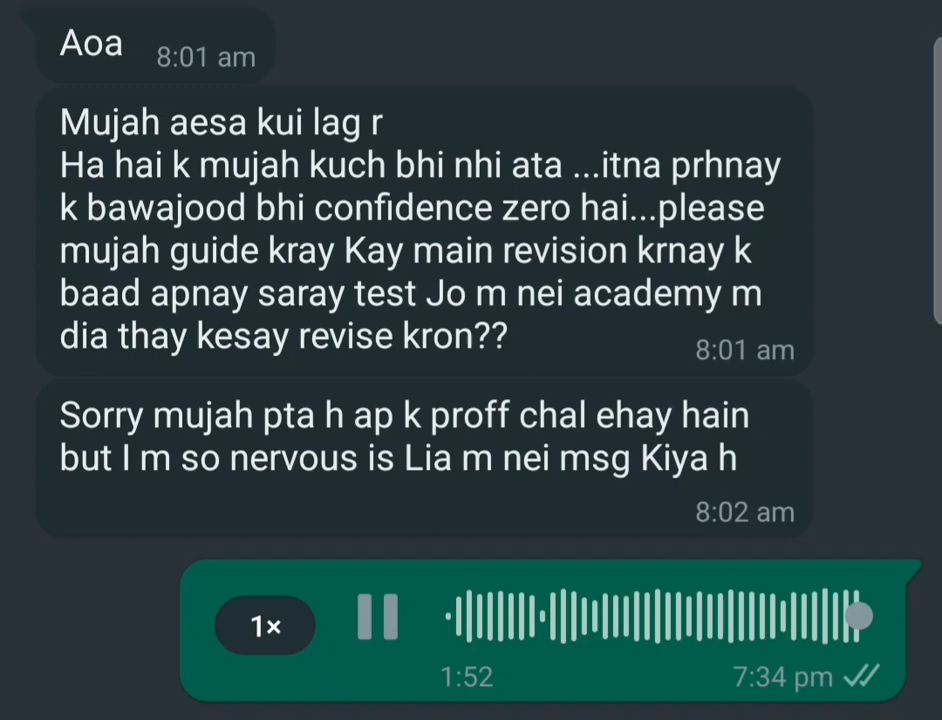 Aoa
8:01 am
Mujah aesa kui lag r
Ha hai k mujah kuch bhi nhi ata ...itna prhnay
k bawajood bhi confidence zero hai...please
mujah guide kray Kay main revision krnay k
baad apnay saray test Jo m nei academy m
dia thay kesay revise kron??
8:01 am
Sorry mujah pta h ap k proff chal ehay hain
but I m so nervous is Lia m nei msg Kiya h
8:02 am
1×
1:52
7:34 pm